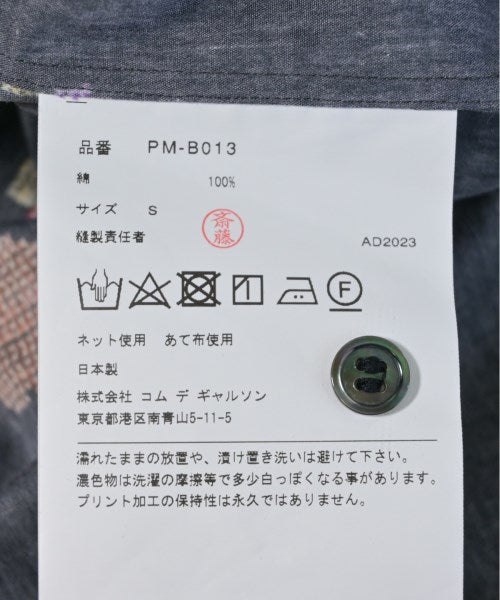 品番 PM-B013
綿 100%
サイズ S
縫製責任者 斎藤
AD2023
F
ネット使用 あて布使用
日本製
株式会社 コム デ ギャルソン
東京都港区南青山5-11-5
濡れたままの放置や、漬け置き洗いは避けて下さい。
濃色物は洗濯の摩擦等で多少白っぽくなる事があります。
プリント加工の保持性は永久ではありません。